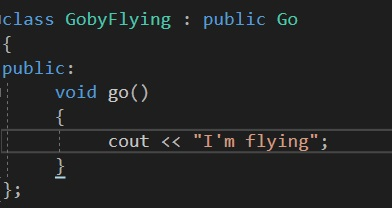 class GobyFlying : public Go
{
public:
void go()
{
cout << "I'm flying";
}
};